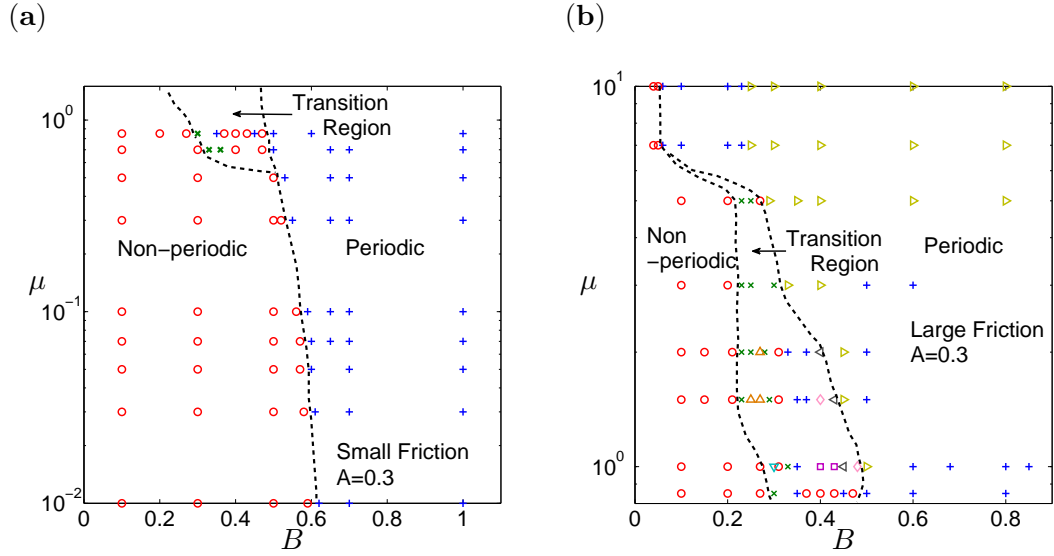 (a)
(b)
10^0
10^-1
10^-2
μ
0
0.2
0.4
0.6
0.8
1
B
Transition
Region
Non-periodic
Periodic
Small Friction
A=0.3
10^1
10^0
μ
0
0.2
0.4
0.6
0.8
B
Non
-periodic
Transition
Region
Periodic
Large Friction
A=0.3